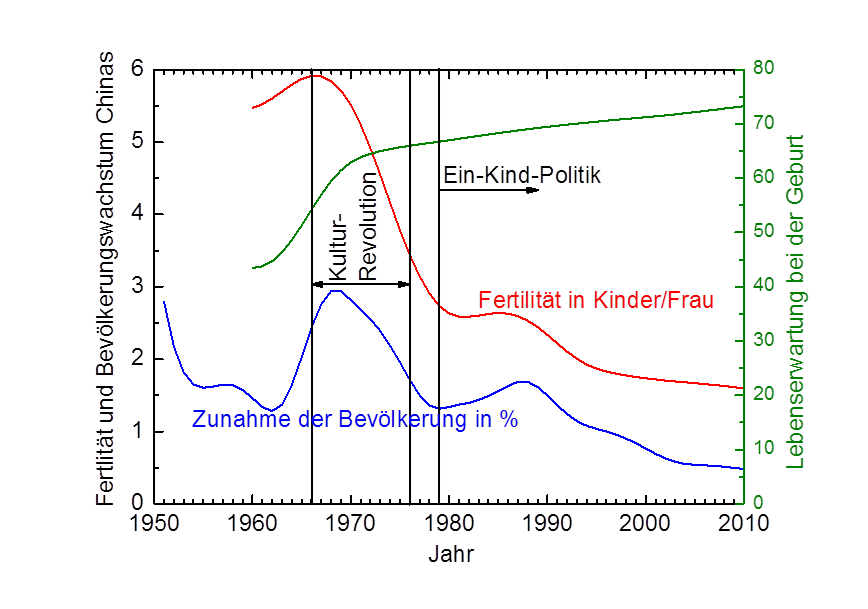 Fertlität und Bevölkerungswachstum Chinas
6
5
4
3
2
1
0
80
70
60
50
40
30
20
10
0
Lebenserwartung bei der Geburt
Ein-Kind-Politik
Kultur-
Revolution
Fertilität in Kinder/Frau
Zunahme der Bevölkerung in %
1950 1960 1970 1980 1990 2000 2010
Jahr